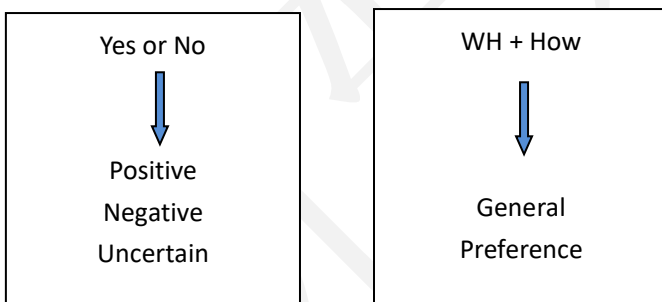 Yes or No
Positive
Negative
Uncertain
WH + How
General
Preference